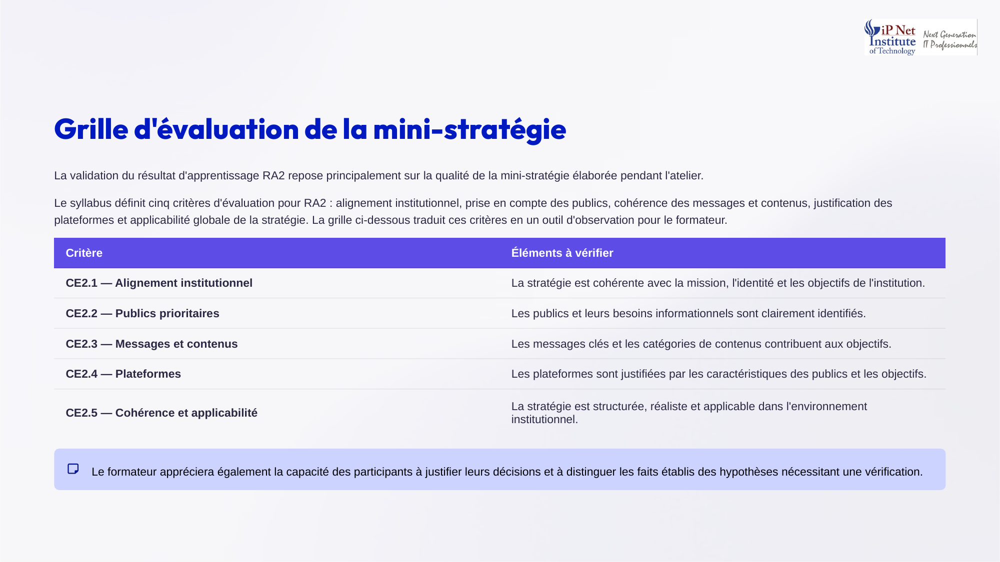 iP Net
Institute
of Technology
Next Generation
IT Professionnels
Grille d'évaluation de la mini-stratégie
La validation du résultat d'apprentissage RA2 repose principalement sur la qualité de la mini-stratégie élaborée pendant l'atelier.
Le syllabus définit cinq critères d'évaluation pour RA2 : alignement institutionnel, prise en compte des publics, cohérence des messages et contenus, justification des
plateformes et applicabilité globale de la stratégie. La grille ci-dessous traduit ces critères en un outil d'observation pour le formateur.
Critère Éléments à vérifier
CE2.1 — Alignement institutionnel La stratégie est cohérente avec la mission, l'identité et les objectifs de l'institution.
CE2.2 — Publics prioritaires Les publics et leurs besoins informationnels sont clairement identifiés.
CE2.3 — Messages et contenus Les messages clés et les catégories de contenus contribuent aux objectifs.
CE2.4 — Plateformes Les plateformes sont justifiées par les caractéristiques des publics et les objectifs.
CE2.5 — Cohérence et applicabilité La stratégie est structurée, réaliste et applicable dans l'environnement
institutionnel.
Le formateur appréciera également la capacité des participants à justifier leurs décisions et à distinguer les faits établis des hypothèses nécessitant une vérification.